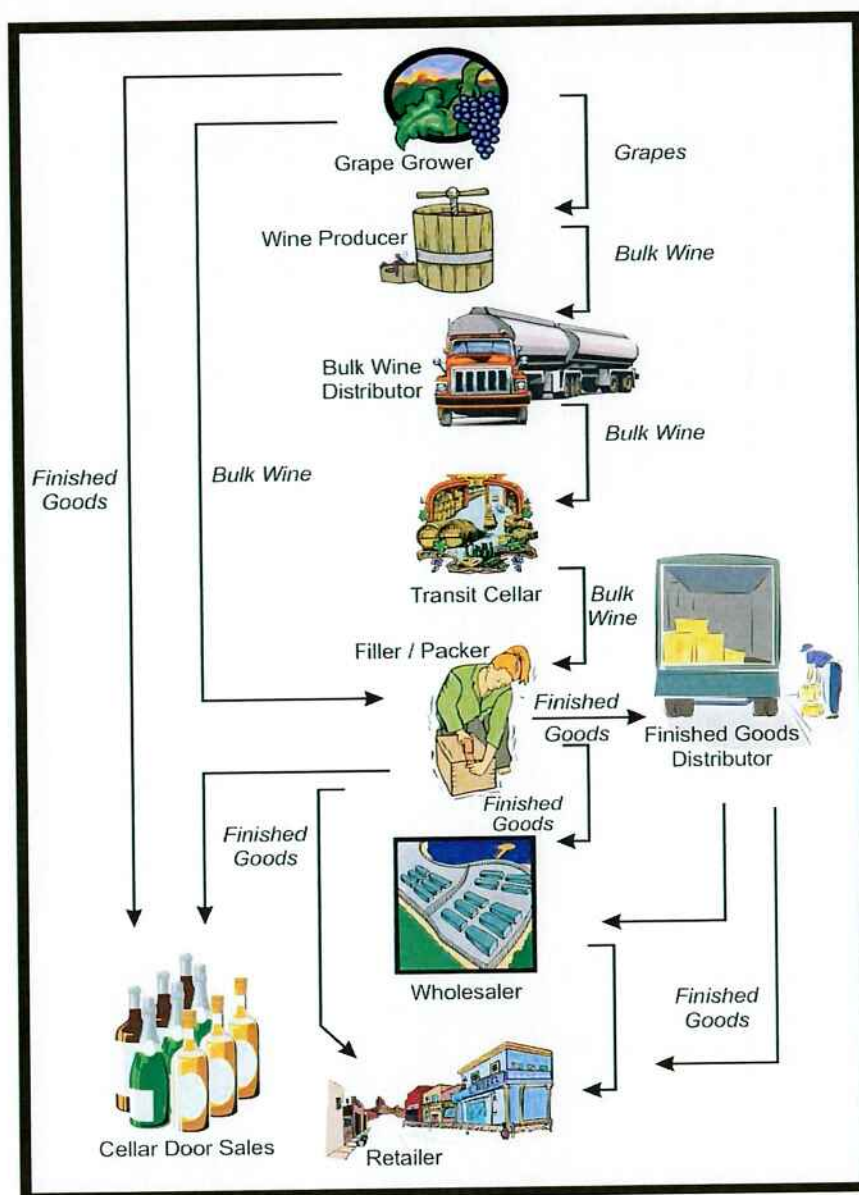 Grape Grower
Grapes
Wine Producer
Bulk Wine
Bulk Wine
Distributor
Bulk Wine
Finished
Goods
Bulk Wine
Transit Cellar
Bulk
Wine
Filler / Packer
Finished
Goods
Finished Goods
Distributor
Finished
Goods
Finished
Goods
Wholesaler
Finished
Goods
Cellar Door Sales
Retailer